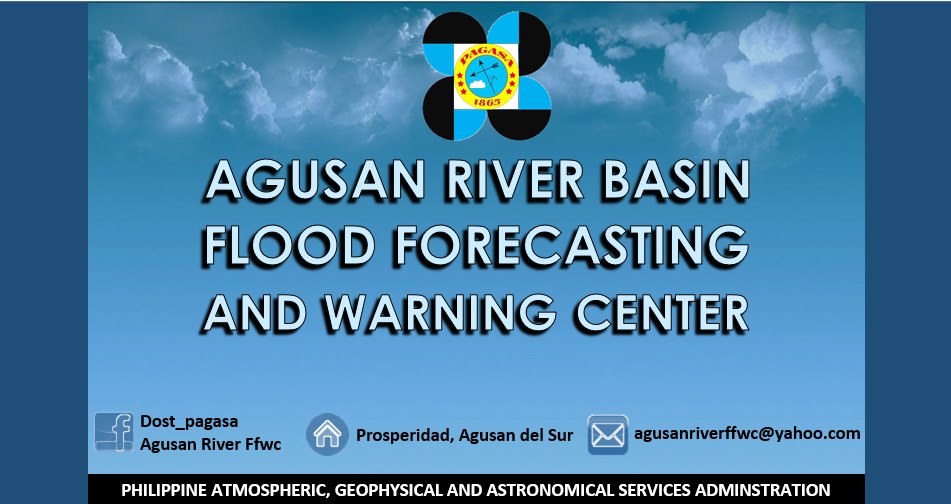 PAGASA
1865
AGUSAN RIVER BASIN
FLOOD FORECASTING
AND WARNING CENTER
Dost_pagasa
Agusan River Ffwc
Prosperidad, Agusan del Sur
agusanriverffwc@yahoo.com
PHILIPPINE ATMOSPHERIC, GEOPHYSICAL AND ASTRONOMICAL SERVICES ADMINSTRATION